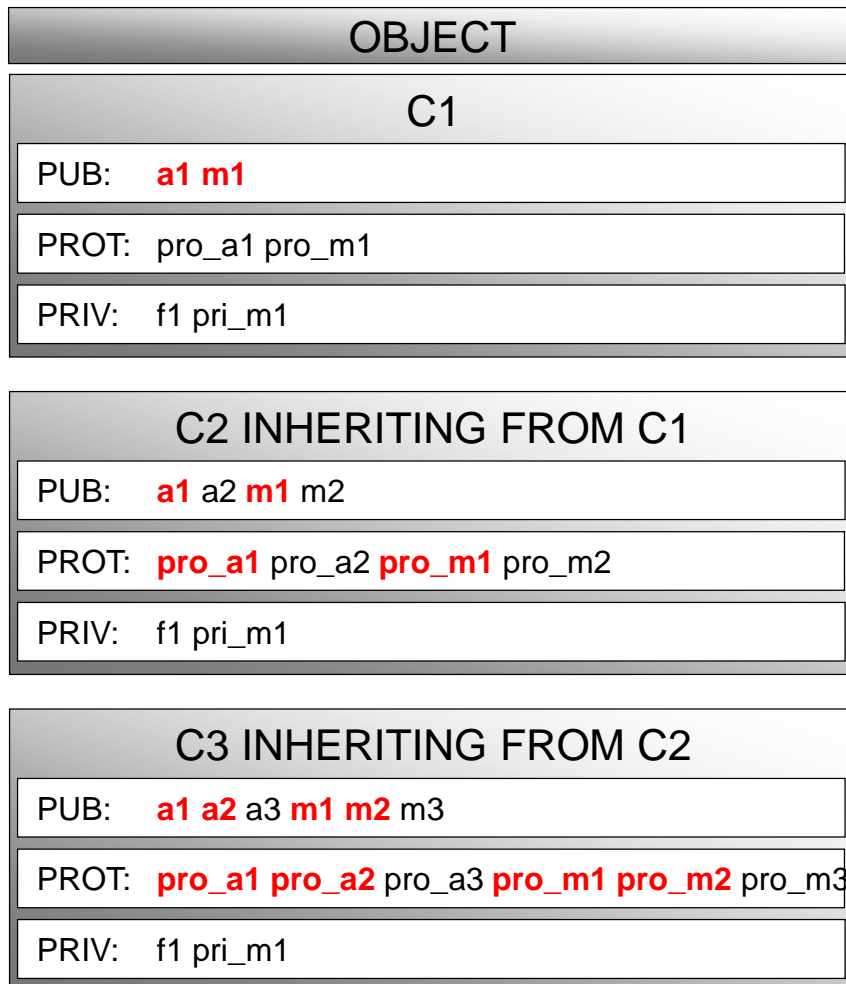 OBJECT
C1
PUB: a1 m1
PROT: pro_a1 pro_m1
PRIV: f1 pri_m1
C2 INHERITING FROM C1
PUB: a1 a2 m1 m2
PROT: pro_a1 pro_a2 pro_m1 pro_m2
PRIV: f1 pri_m1
C3 INHERITING FROM C2
PUB: a1 a2 a3 m1 m2 m3
PROT: pro_a1 pro_a2 pro_a3 pro_m1 pro_m2 pro_m3
PRIV: f1 pri_m1